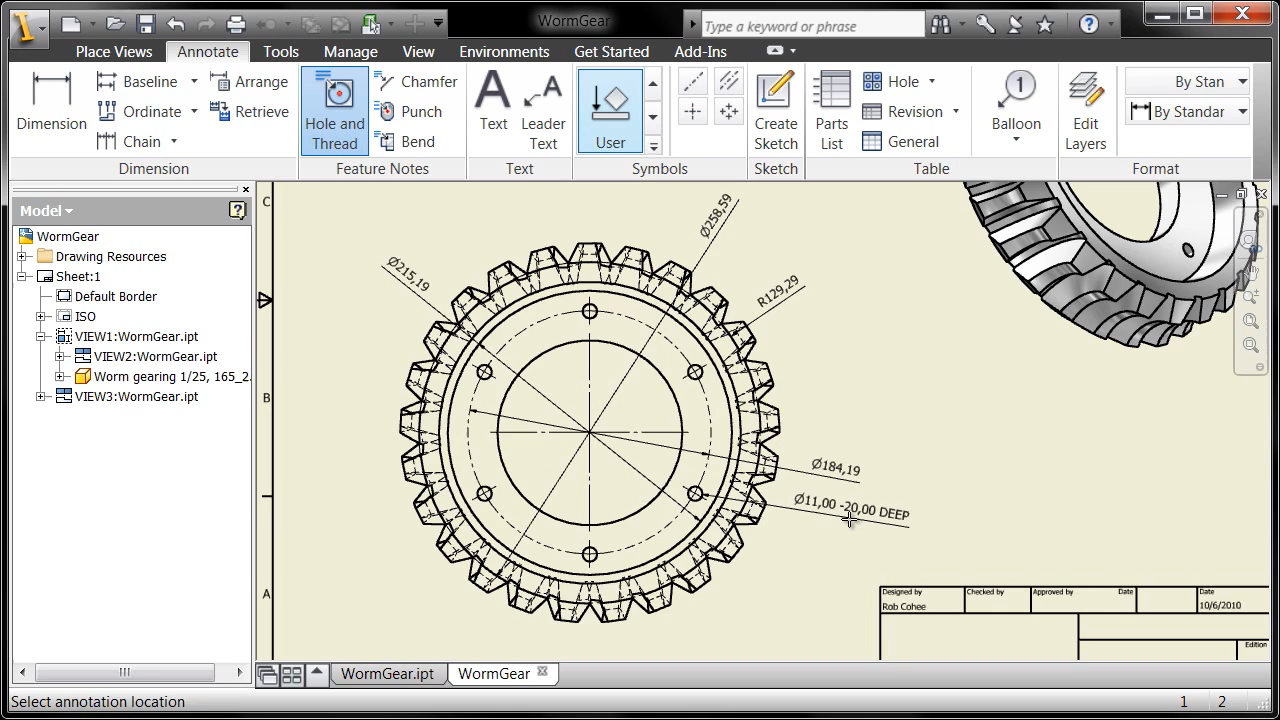 WormGear
Type a keyword or phrase
Place Views Annotate Tools Manage View Environments Get Started Add-Ins
Dimension
Baseline
Ordinate
Chain
Arrange
Retrieve
Dimension
Hole and
Thread
Chamfer
Punch
Bend
Feature Notes
Text
Leader
Text
Text
User
Symbols
Create
Sketch
Sketch
Parts
List
Hole
Revision
General
Table
1
Balloon
Edit
Layers
By Stan
By Standar
Format
Model
WormGear
Drawing Resources
Sheet:1
Default Border
ISO
VIEW1:WormGear.ipt
VIEW2:WormGear.ipt
Worm gearing 1/25, 165_2.
VIEW3:WormGear.ipt
C
B
A
Ø258,59
Ø215,19
R129,29
Ø184,19
Ø11,00 -20,00 DEEP
Designed by
Rob Cohee
Checked by
Approved by
Date
Date
10/6/2010
Edition
WormGear.ipt
WormGear
Select annotation location
1 2